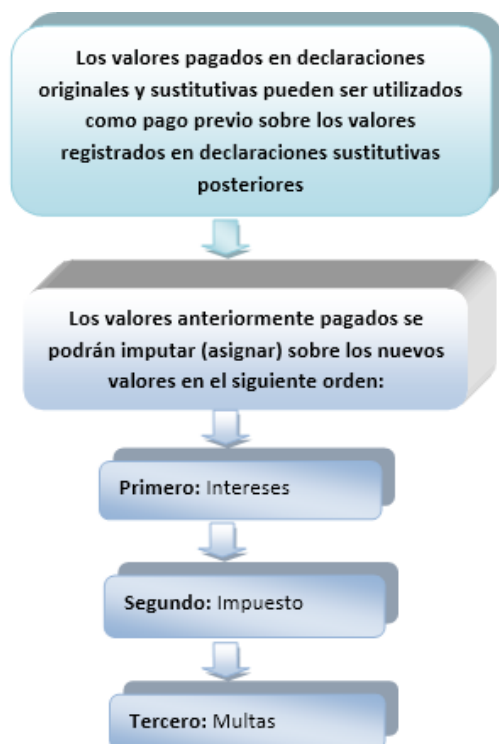 Los valores pagados en declaraciones
originales y sustitutivas pueden ser utilizados
como pago previo sobre los valores
registrados en declaraciones sustitutivas
posteriores
Los valores anteriormente pagados se
podrán imputar (asignar) sobre los nuevos
valores en el siguiente orden:
Primero: Intereses
Segundo: Impuesto
Tercero: Multas